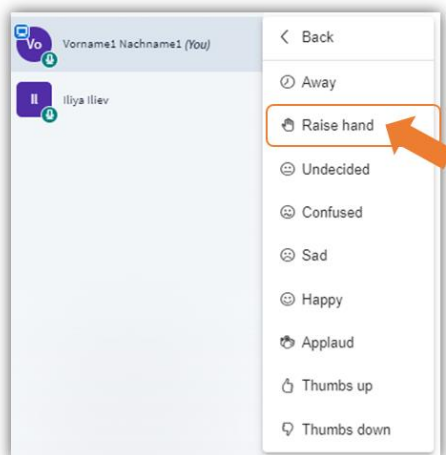 Vo
Vorname1 Nachname1 (You)
Il
Iliya Iliev
Back
Away
Raise hand
Undecided
Confused
Sad
Happy
Applaud
Thumbs up
Thumbs down